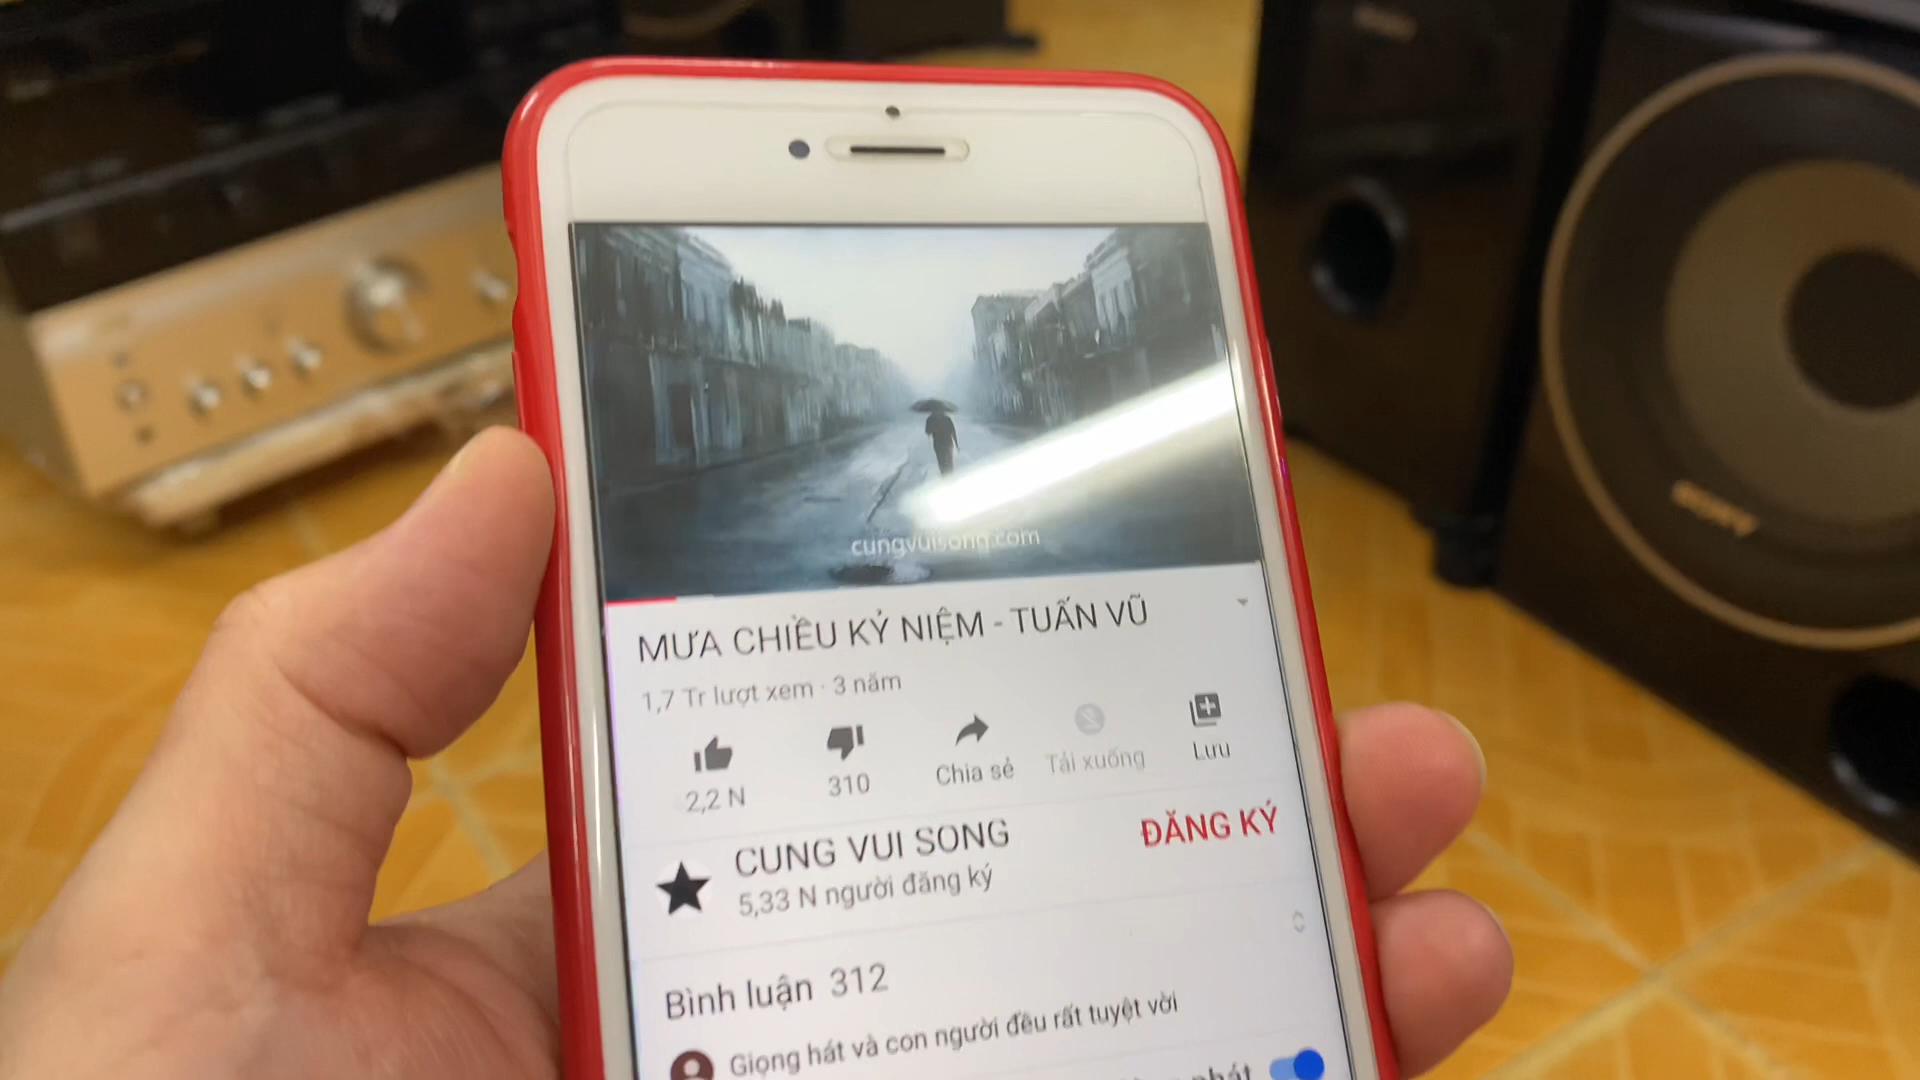 cungvuisong.com
MƯA CHIỀU KỶ NIỆM - TUẤN VŨ
1,7 Tr lượt xem · 3 năm
2,2 N
310
Chia sẻ
Tải xuống
Lưu
CUNG VUI SONG
5,33 N người đăng ký
ĐĂNG KÝ
Bình luận 312
Giọng hát và con người đều rất tuyệt vời
phát